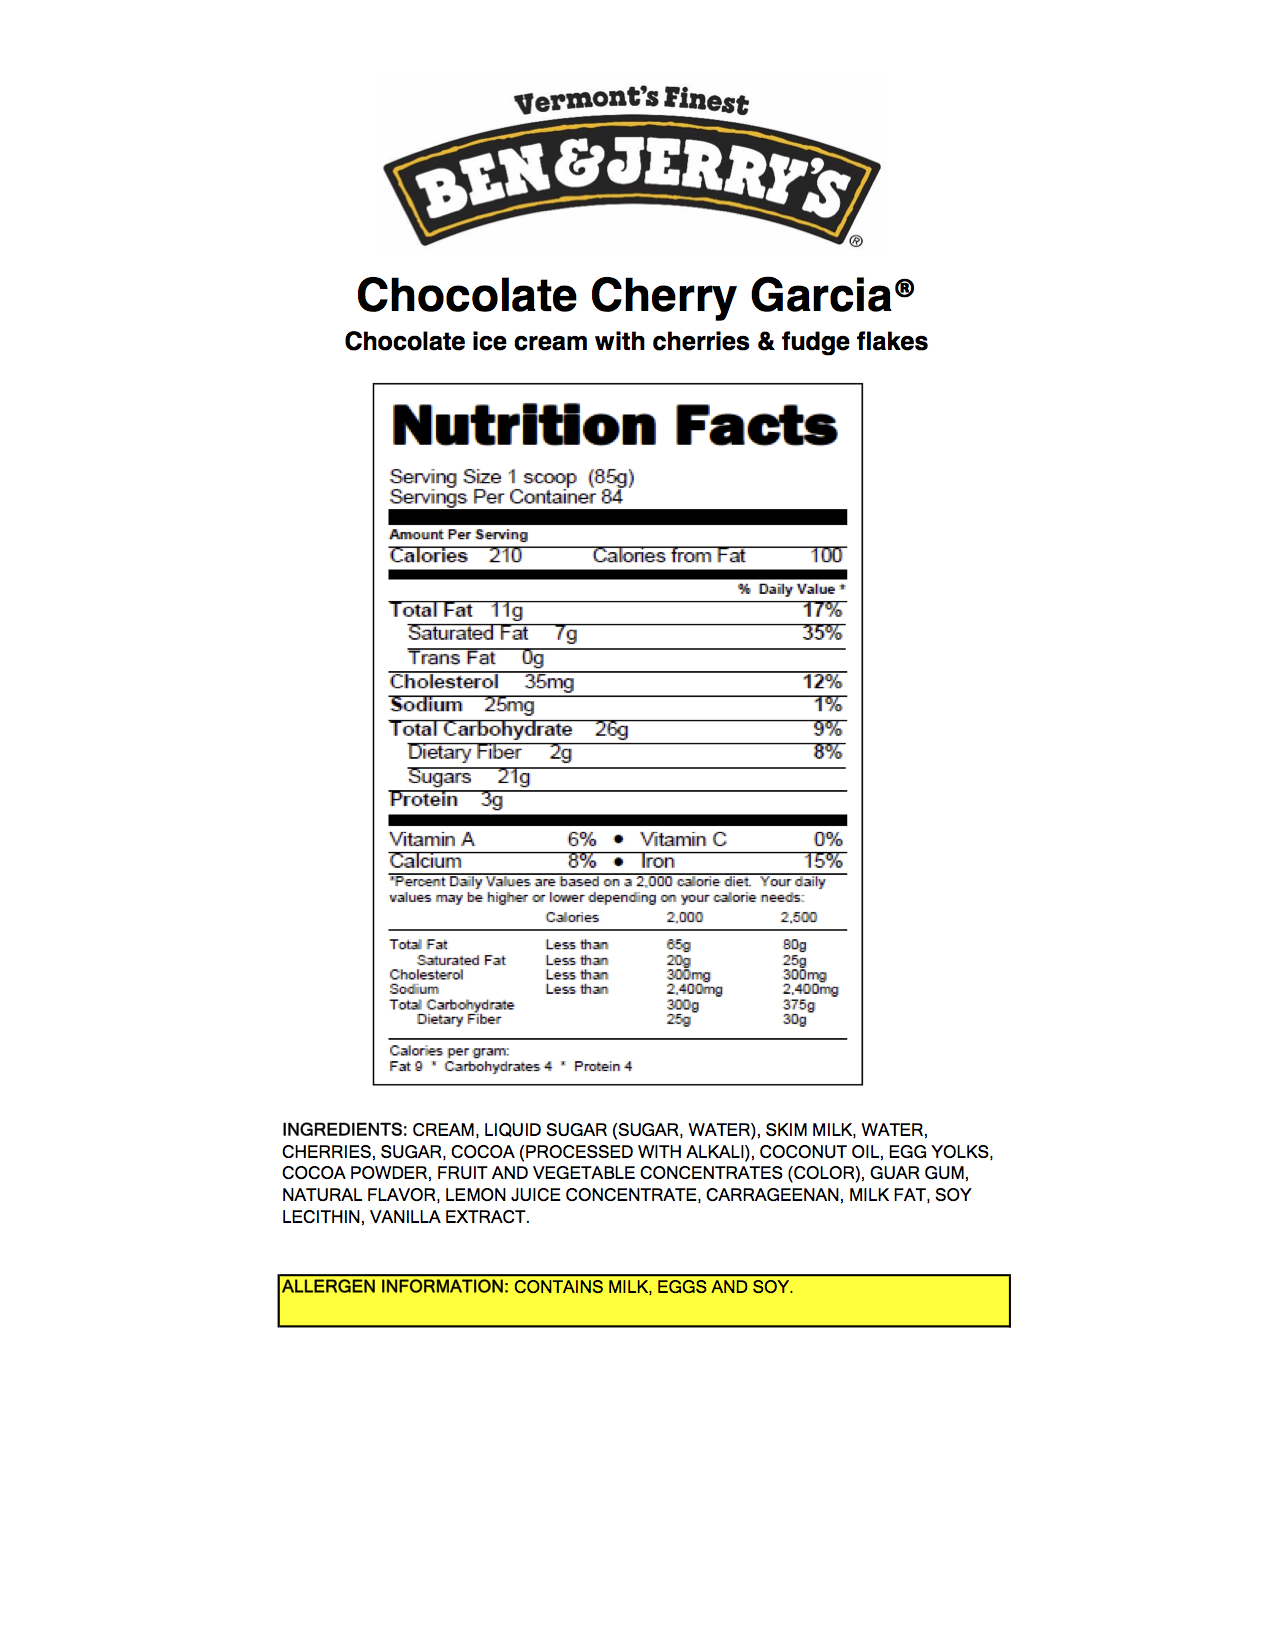 Vermont's Finest
BEN & JERRY'S ®
Chocolate Cherry Garcia®
Chocolate ice cream with cherries & fudge flakes
Nutrition Facts
Serving Size 1 scoop (85g)
Servings Per Container 84
Amount Per Serving
Calories 210 Calories from Fat 100
% Daily Value *
Total Fat 11g 17%
Saturated Fat 7g 35%
Trans Fat 0g
Cholesterol 35mg 12%
Sodium 25mg 1%
Total Carbohydrate 26g 9%
Dietary Fiber 2g 8%
Sugars 21g
Protein 3g
Vitamin A 6% • Vitamin C 0%
Calcium 8% • Iron 15%
*Percent Daily Values are based on a 2,000 calorie diet. Your daily
values may be higher or lower depending on your calorie needs:
Calories 2,000 2,500
Total Fat Less than 65g 80g
Saturated Fat Less than 20g 25g
Cholesterol Less than 300mg 300mg
Sodium Less than 2,400mg 2,400mg
Total Carbohydrate 300g 375g
Dietary Fiber 25g 30g
Calories per gram:
Fat 9 * Carbohydrates 4 * Protein 4
INGREDIENTS: CREAM, LIQUID SUGAR (SUGAR, WATER), SKIM MILK, WATER,
CHERRIES, SUGAR, COCOA (PROCESSED WITH ALKALI), COCONUT OIL, EGG YOLKS,
COCOA POWDER, FRUIT AND VEGETABLE CONCENTRATES (COLOR), GUAR GUM,
NATURAL FLAVOR, LEMON JUICE CONCENTRATE, CARRAGEENAN, MILK FAT, SOY
LECITHIN, VANILLA EXTRACT.
ALLERGEN INFORMATION: CONTAINS MILK, EGGS AND SOY.